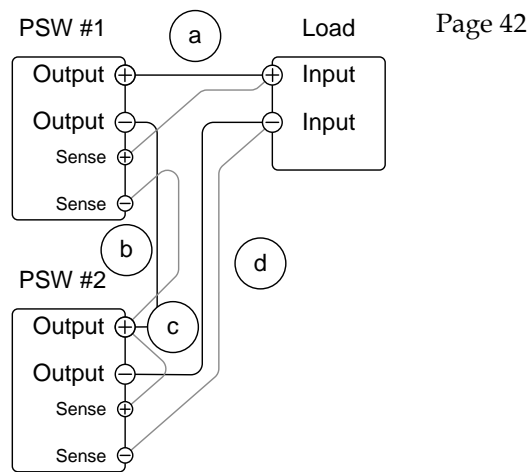 PSW #1
a
Load
Page 42
Output
Input
Output
Input
Sense
Sense
b
d
PSW #2
Output
c
Output
Sense
Sense